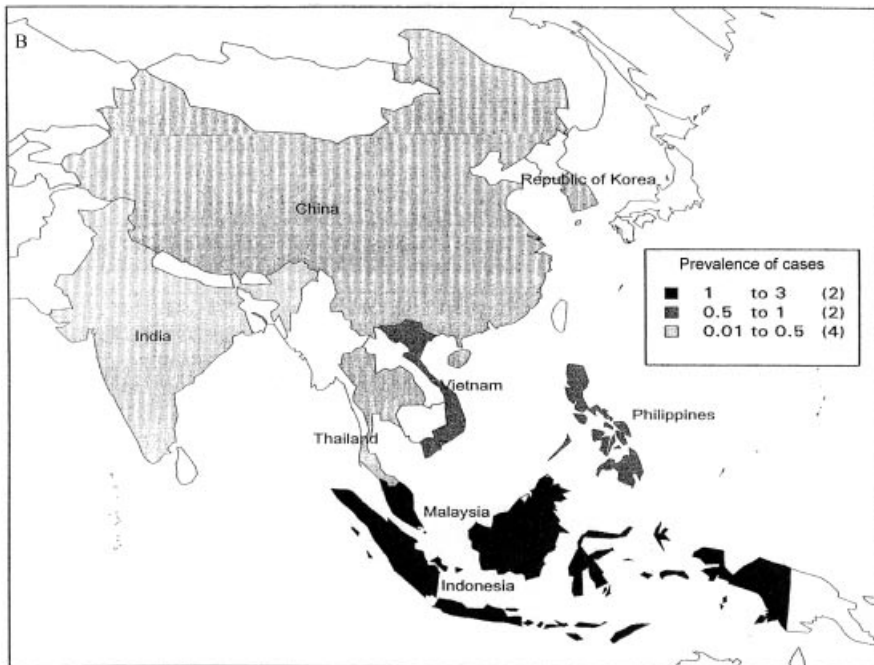 B
Republic of Korea
China
Prevalence of cases
1 to 3 (2)
0.5 to 1 (2)
0.01 to 0.5 (4)
India
Vietnam
Philippines
Thailand
Malaysia
Indonesia